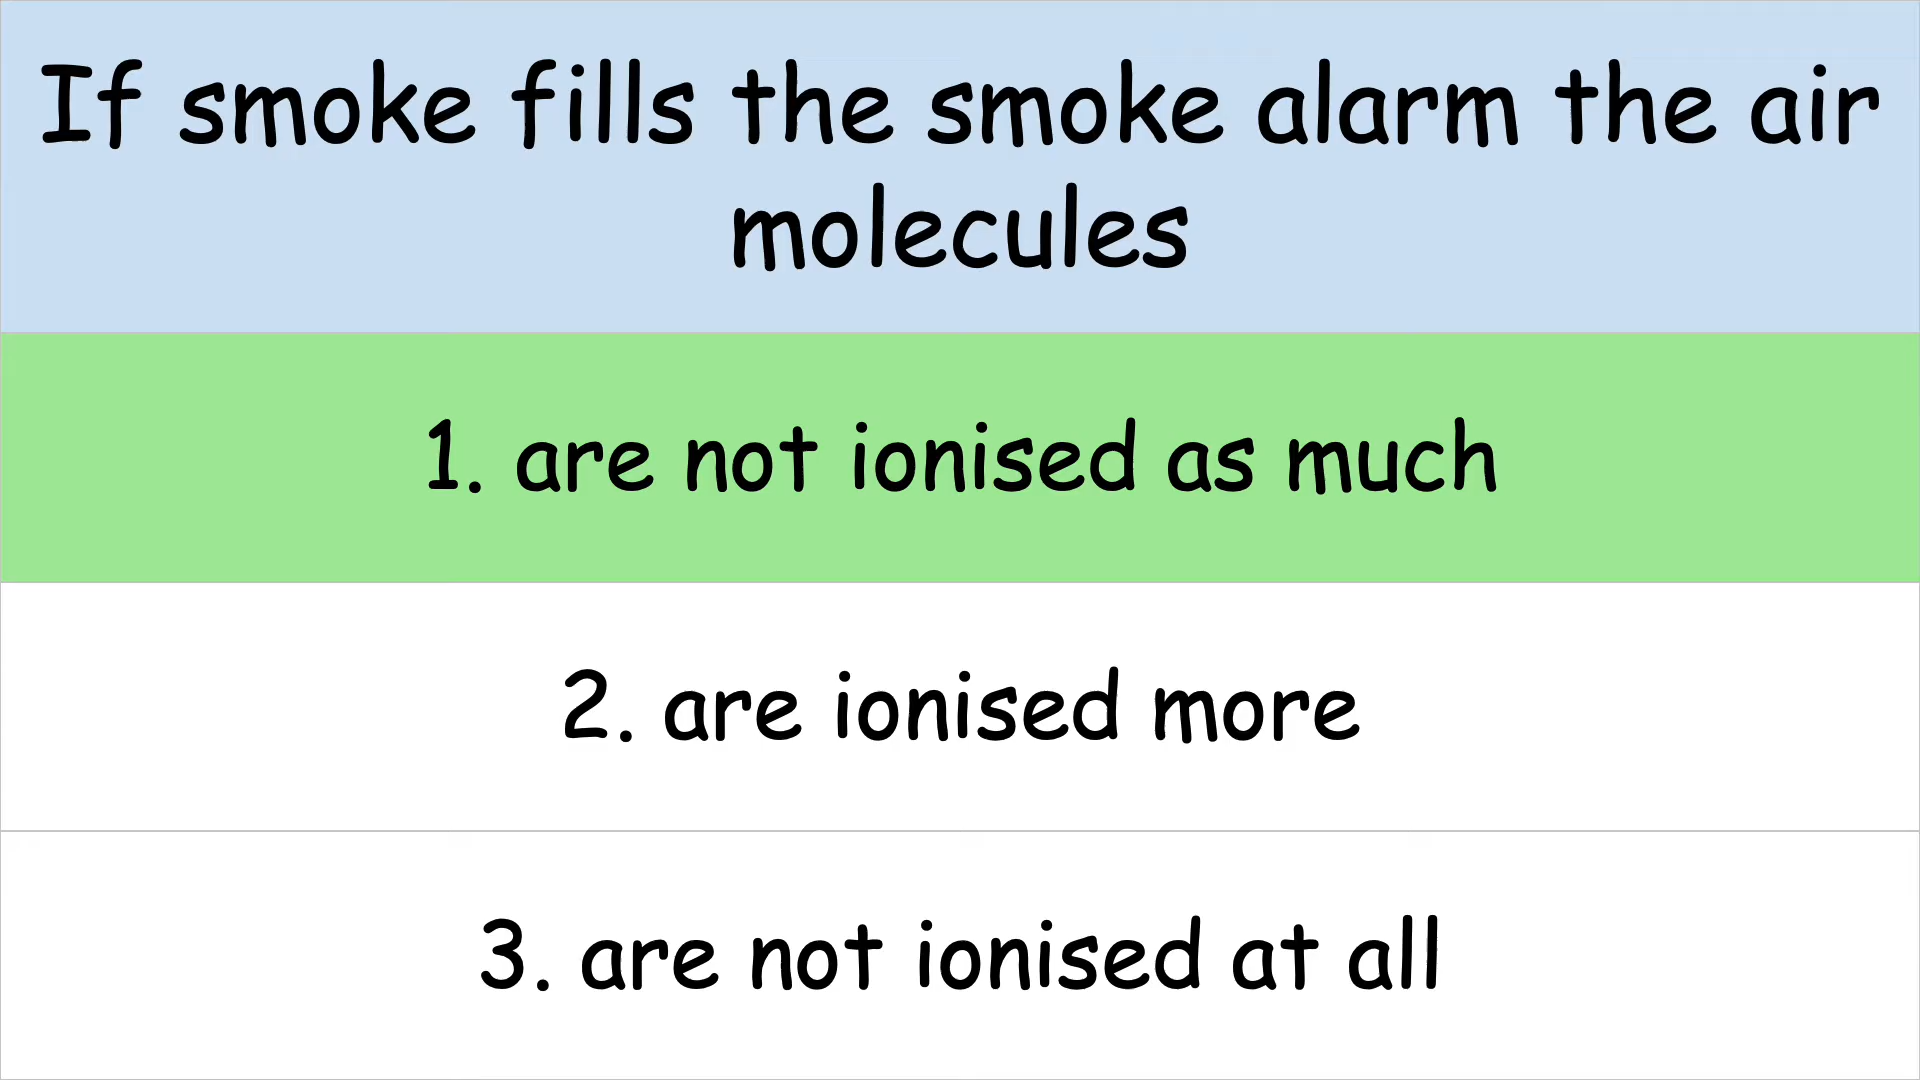 If smoke fills the smoke alarm the air
molecules
1. are not ionised as much
2. are ionised more
3. are not ionised at all